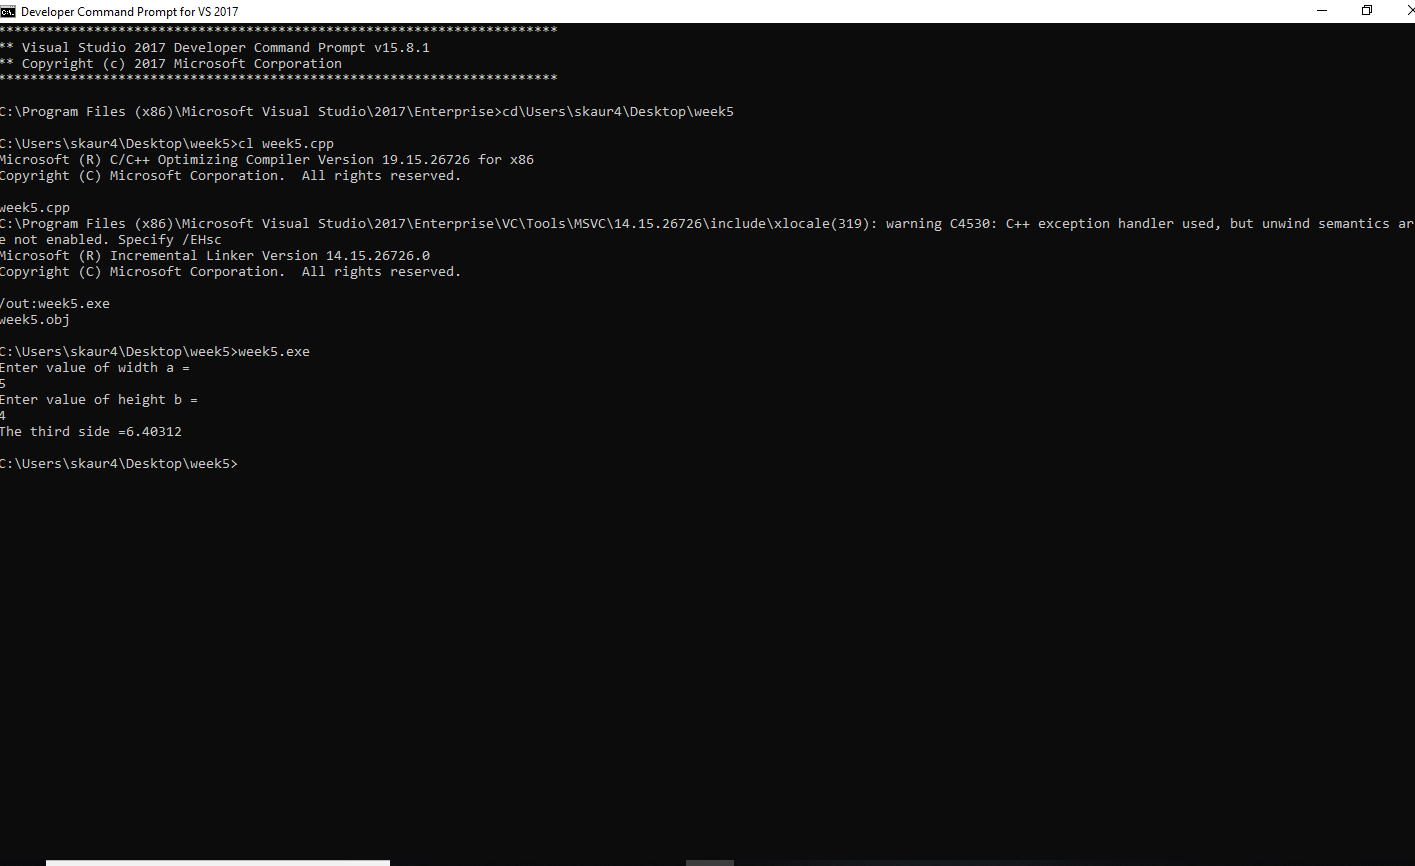 Developer Command Prompt for VS 2017
**********************************************************************
** Visual Studio 2017 Developer Command Prompt v15.8.1
** Copyright (c) 2017 Microsoft Corporation
**********************************************************************
C:\Program Files (x86)\Microsoft Visual Studio\2017\Enterprise>cd\Users\skaur4\Desktop\week5
C:\Users\skaur4\Desktop\week5>cl week5.cpp
Microsoft (R) C/C++ Optimizing Compiler Version 19.15.26726 for x86
Copyright (C) Microsoft Corporation.  All rights reserved.
week5.cpp
C:\Program Files (x86)\Microsoft Visual Studio\2017\Enterprise\VC\Tools\MSVC\14.15.26726\include\xlocale(319): warning C4530: C++ exception handler used, but unwind semantics ar
e not enabled. Specify /EHsc
Microsoft (R) Incremental Linker Version 14.15.26726.0
Copyright (C) Microsoft Corporation.  All rights reserved.
/out:week5.exe
week5.obj
C:\Users\skaur4\Desktop\week5>week5.exe
Enter value of width a =
5
Enter value of height b =
4
The third side =6.40312
C:\Users\skaur4\Desktop\week5>